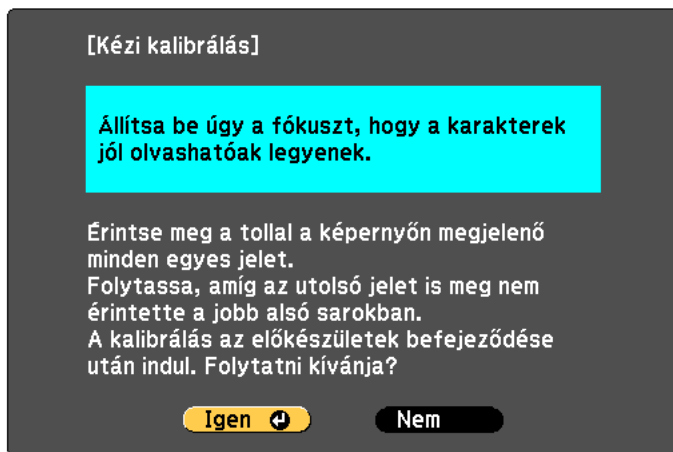 [Kézi kalibrálás]
Állítsa be úgy a fókuszt, hogy a karakterek
jól olvashatóak legyenek.
Érintse meg a tollal a képernyőn megjelenő
minden egyes jelet.
Folytassa, amíg az utolsó jelet is meg nem
érintette a jobb alsó sarokban.
A kalibrálás az előkészületek befejeződése
után indul. Folytatni kívánja?
Igen
Nem